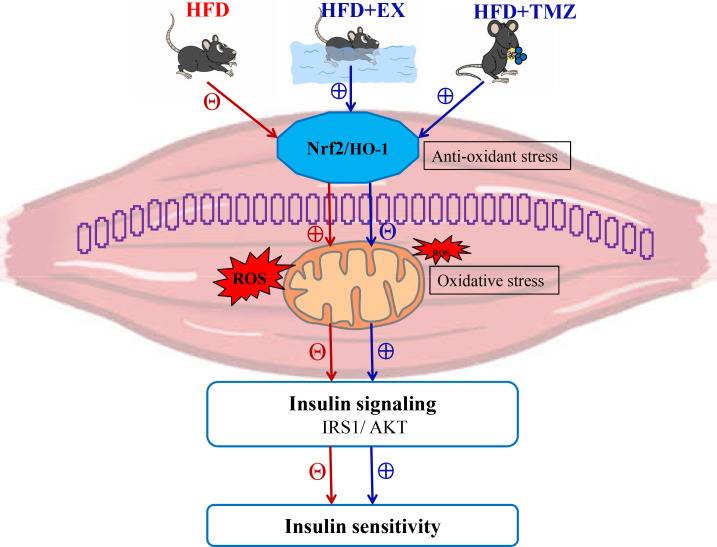 HFD
HFD+EX
HFD+TMZ
Θ
⊕
⊕
Nrf2/HO-1
Anti-oxidant stress
⊕
Θ
ROS
ROS
Oxidative stress
Θ
⊕
Insulin signaling
IRS1/ AKT
Θ
⊕
Insulin sensitivity